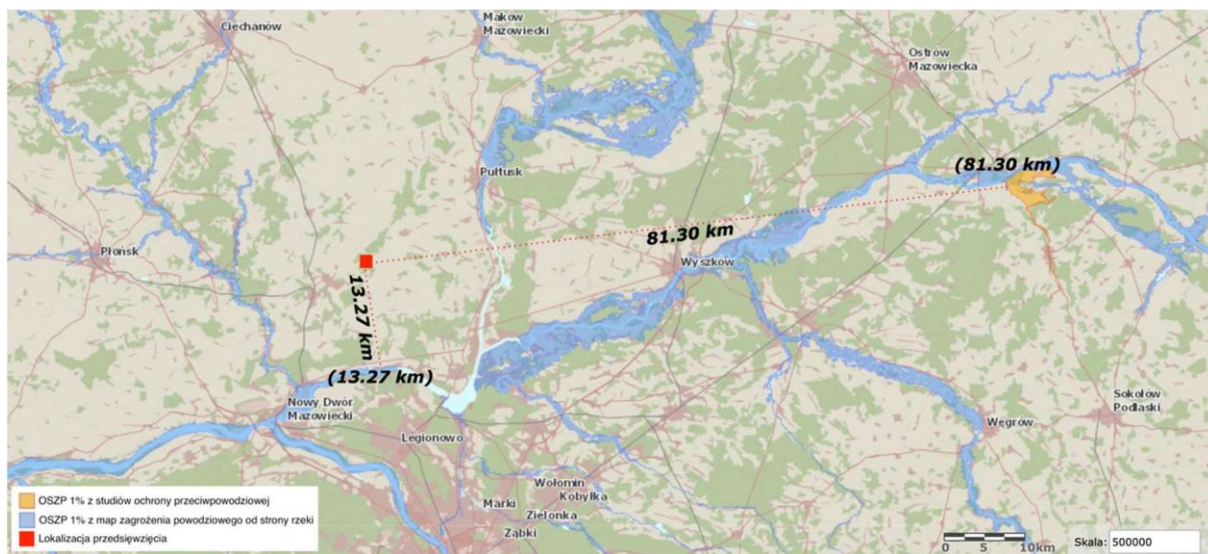 Ciechanów
Maków
Mazowiecki
Ostrów
Mazowiecka
(81.30 km)
Pułtusk
81.30 km
Płońsk
Wyszków
13.27 km
(13.27 km)
Nowy Dwór
Mazowiecki
Sokołów
Podlaski
Węgrów
Legionowo
Wołomin
Kobyłka
Marki
Zielonka
Ząbki
OSZP 1% z studiów ochrony przeciwpowodziowej
OSZP 1% z map zagrożenia powodziowego od strony rzeki
Lokalizacja przedsięwzięcia
0 5 10km
Skala: 500000